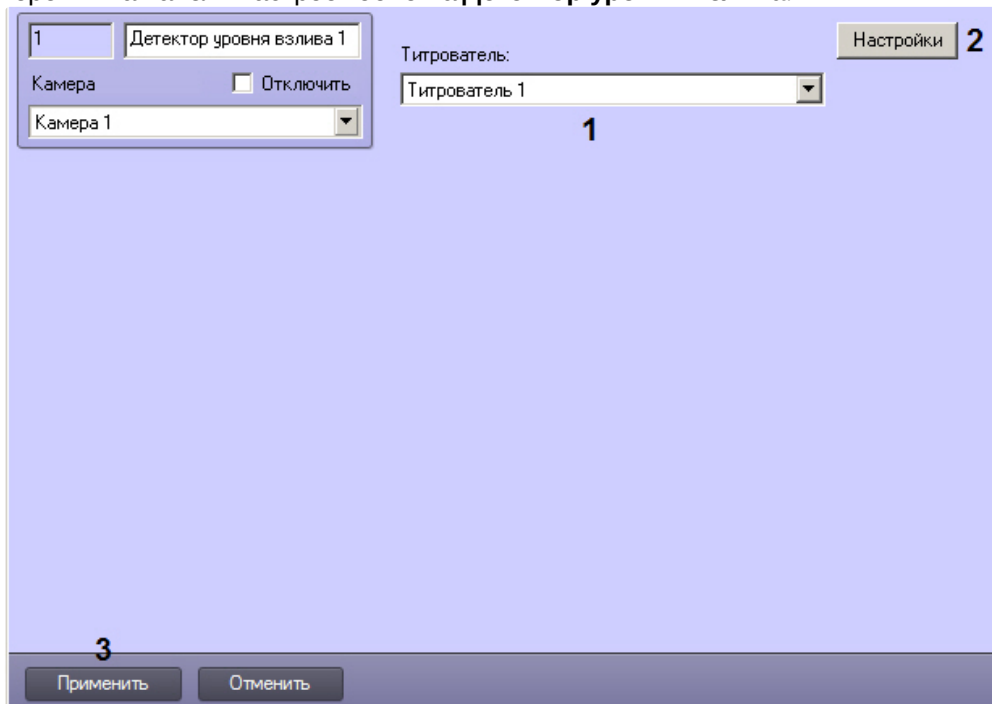 1
Детектор уровня взлива 1
Камера
Отключить
Камера 1
Титрователь:
Титрователь 1
1
Настройки
2
3
Применить
Отменить